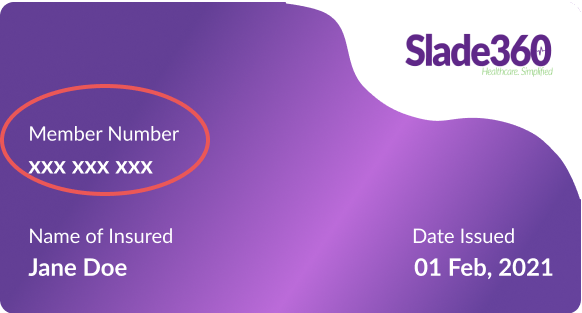 Slade360
Healthcare. Simplified
Member Number
xxx xxx xxx
Name of Insured
Jane Doe
Date Issued
01 Feb, 2021